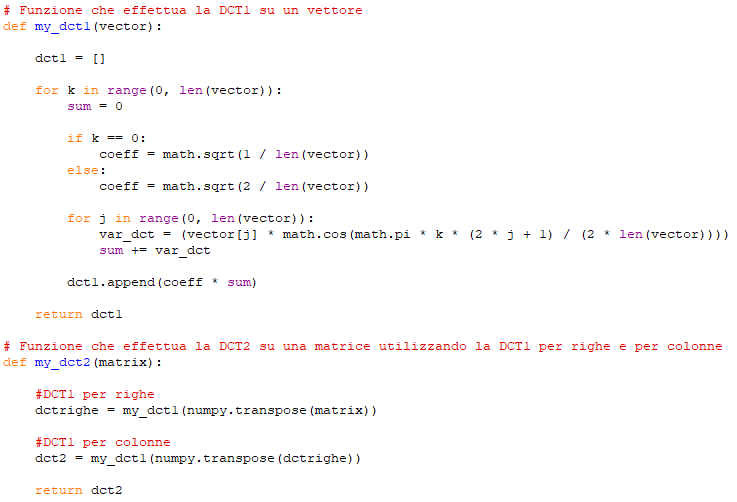 # Funzione che effettua la DCT1 su un vettore
def my_dct1(vector):
    dct1 = []
    for k in range(0, len(vector)):
        sum = 0
        if k == 0:
            coeff = math.sqrt(1 / len(vector))
        else:
            coeff = math.sqrt(2 / len(vector))
        for j in range(0, len(vector)):
            var_dct = (vector[j] * math.cos(math.pi * k * (2 * j + 1) / (2 * len(vector))))
            sum += var_dct
        dct1.append(coeff * sum)
    return dct1
# Funzione che effettua la DCT2 su una matrice utilizzando la DCT1 per righe e per colonne
def my_dct2(matrix):
    #DCT1 per righe
    dctrighe = my_dct1(numpy.transpose(matrix))
    #DCT1 per colonne
    dct2 = my_dct1(numpy.transpose(dctrighe))
    return dct2